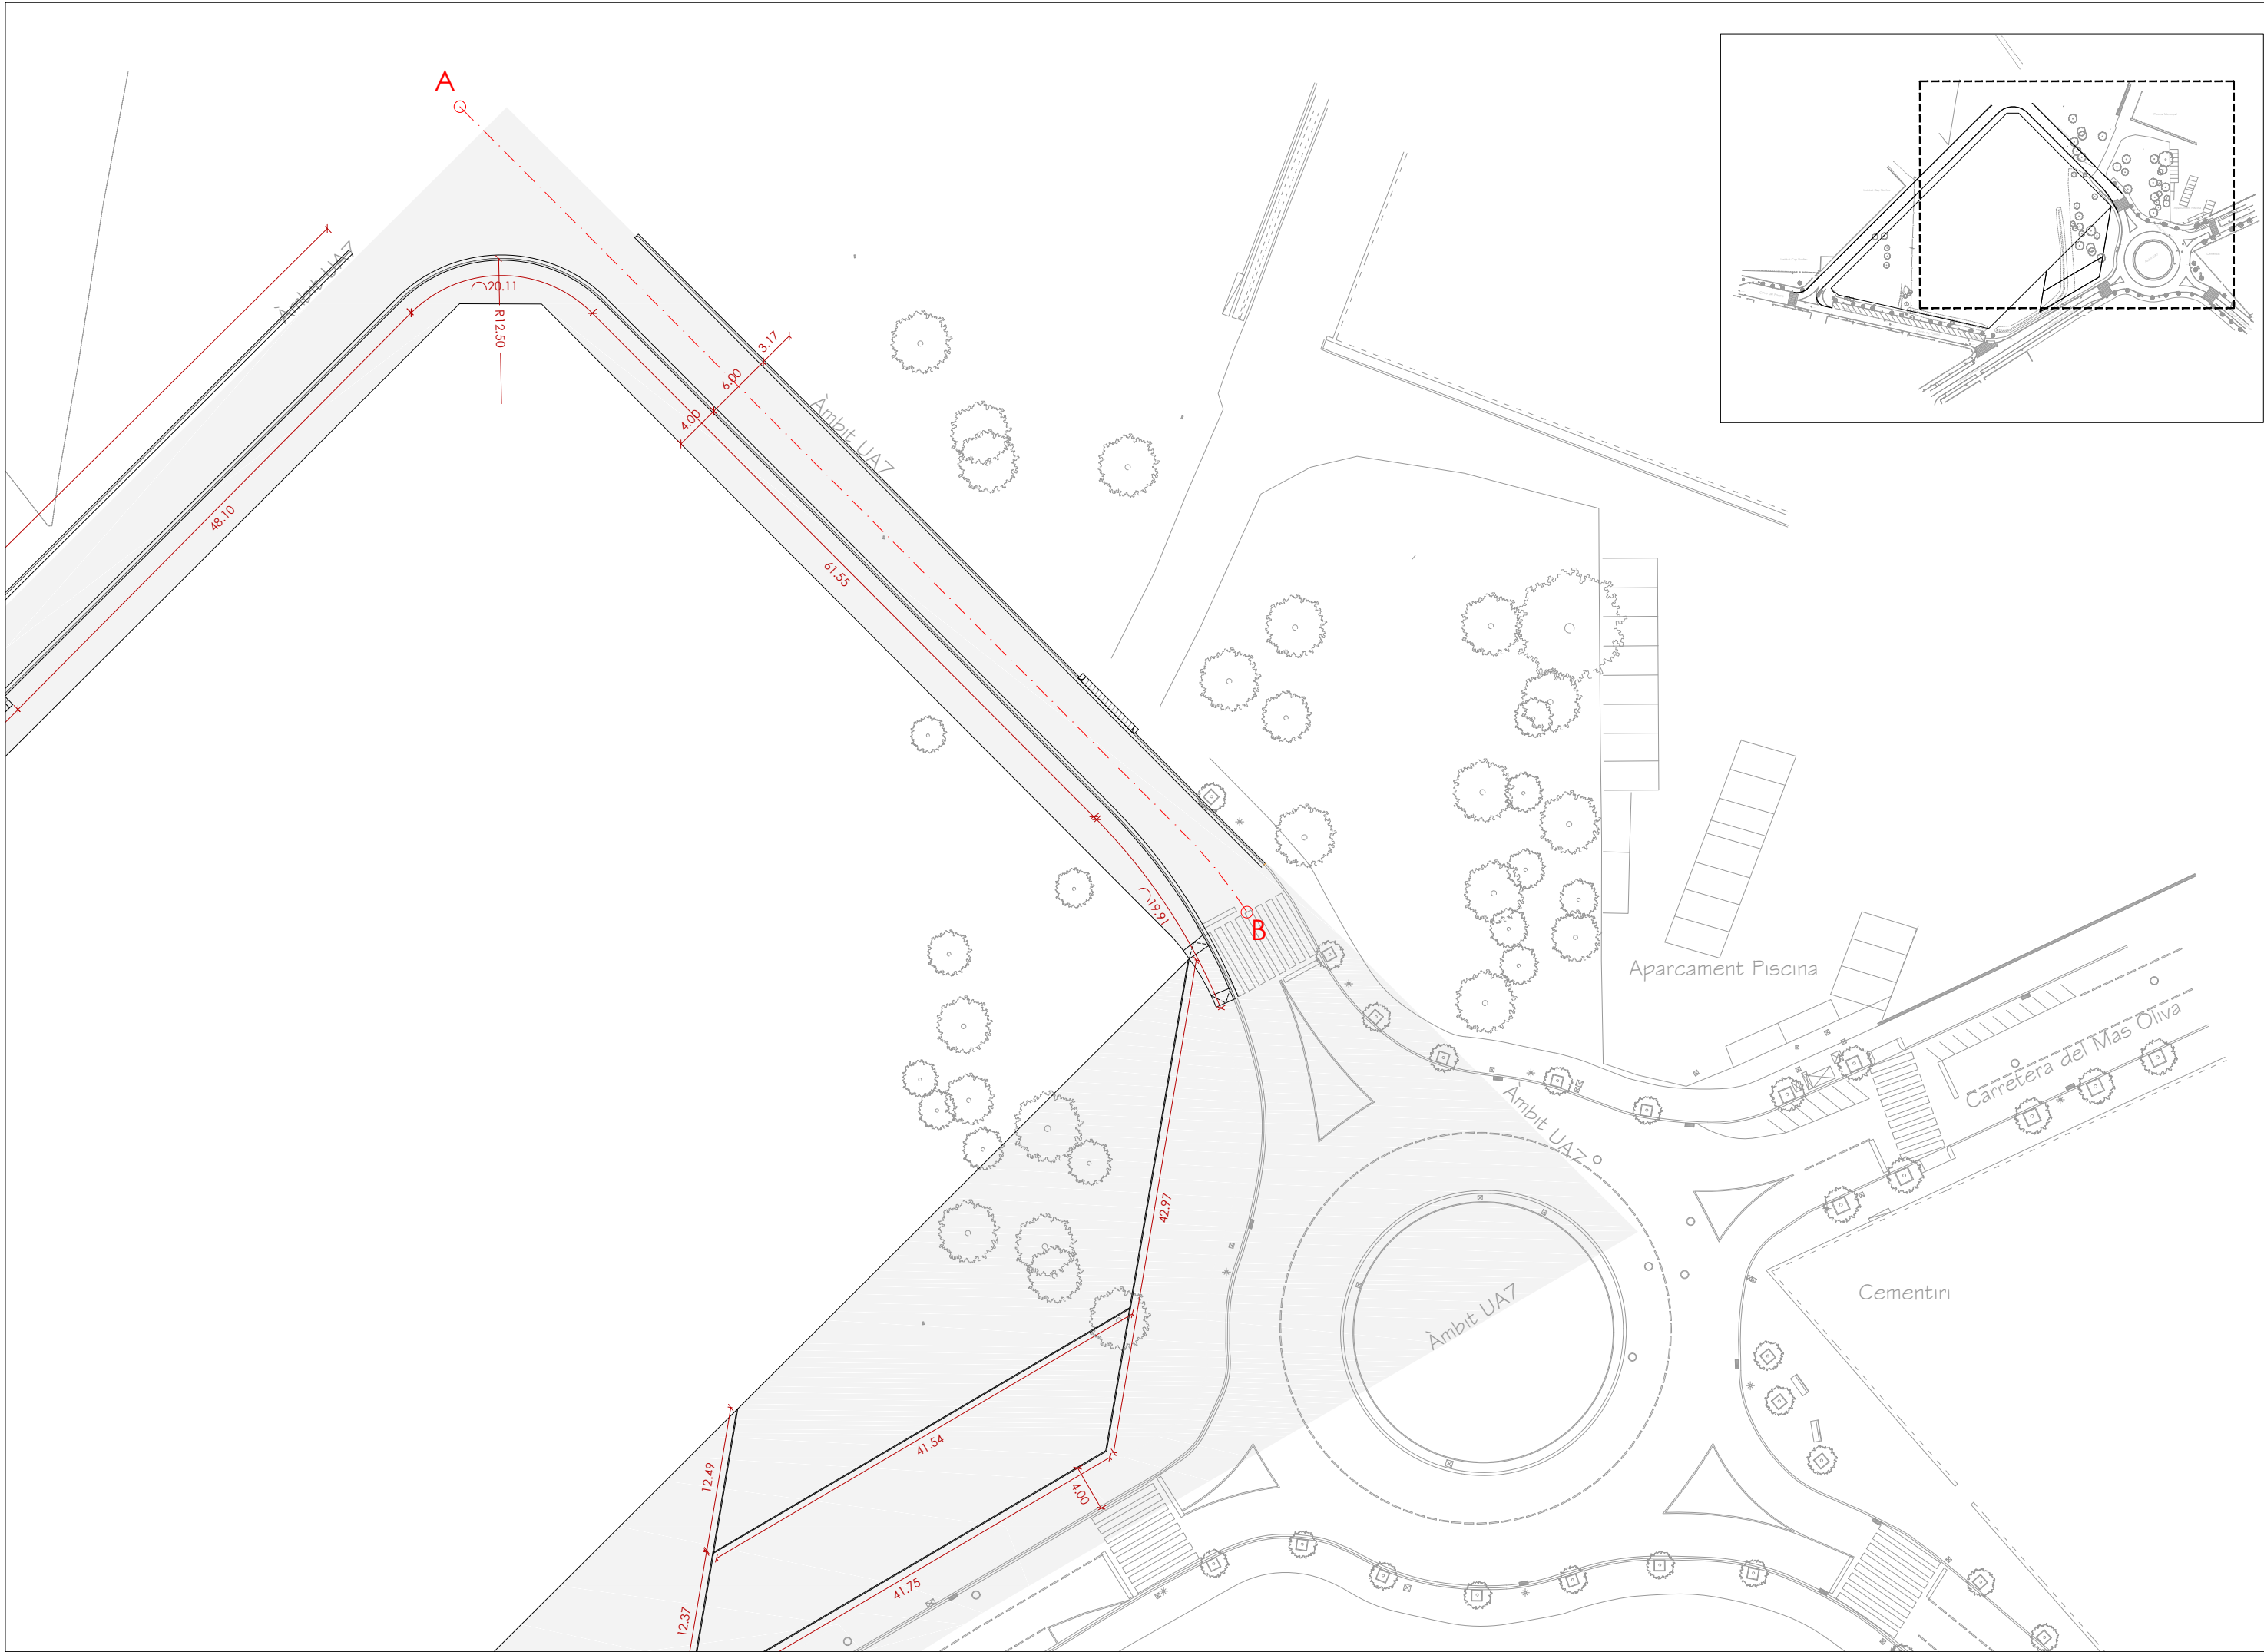 A
Àmbit UA7
20.11
R12.50
3.17
6.00
4.00
Àmbit UA7
48.10
61.55
19.91
B
Aparcament Piscina
Carretera del Mas Oliva
Àmbit UA7
42.97
Cementiri
Àmbit UA7
41.54
12.49
4.00
41.75
12.37